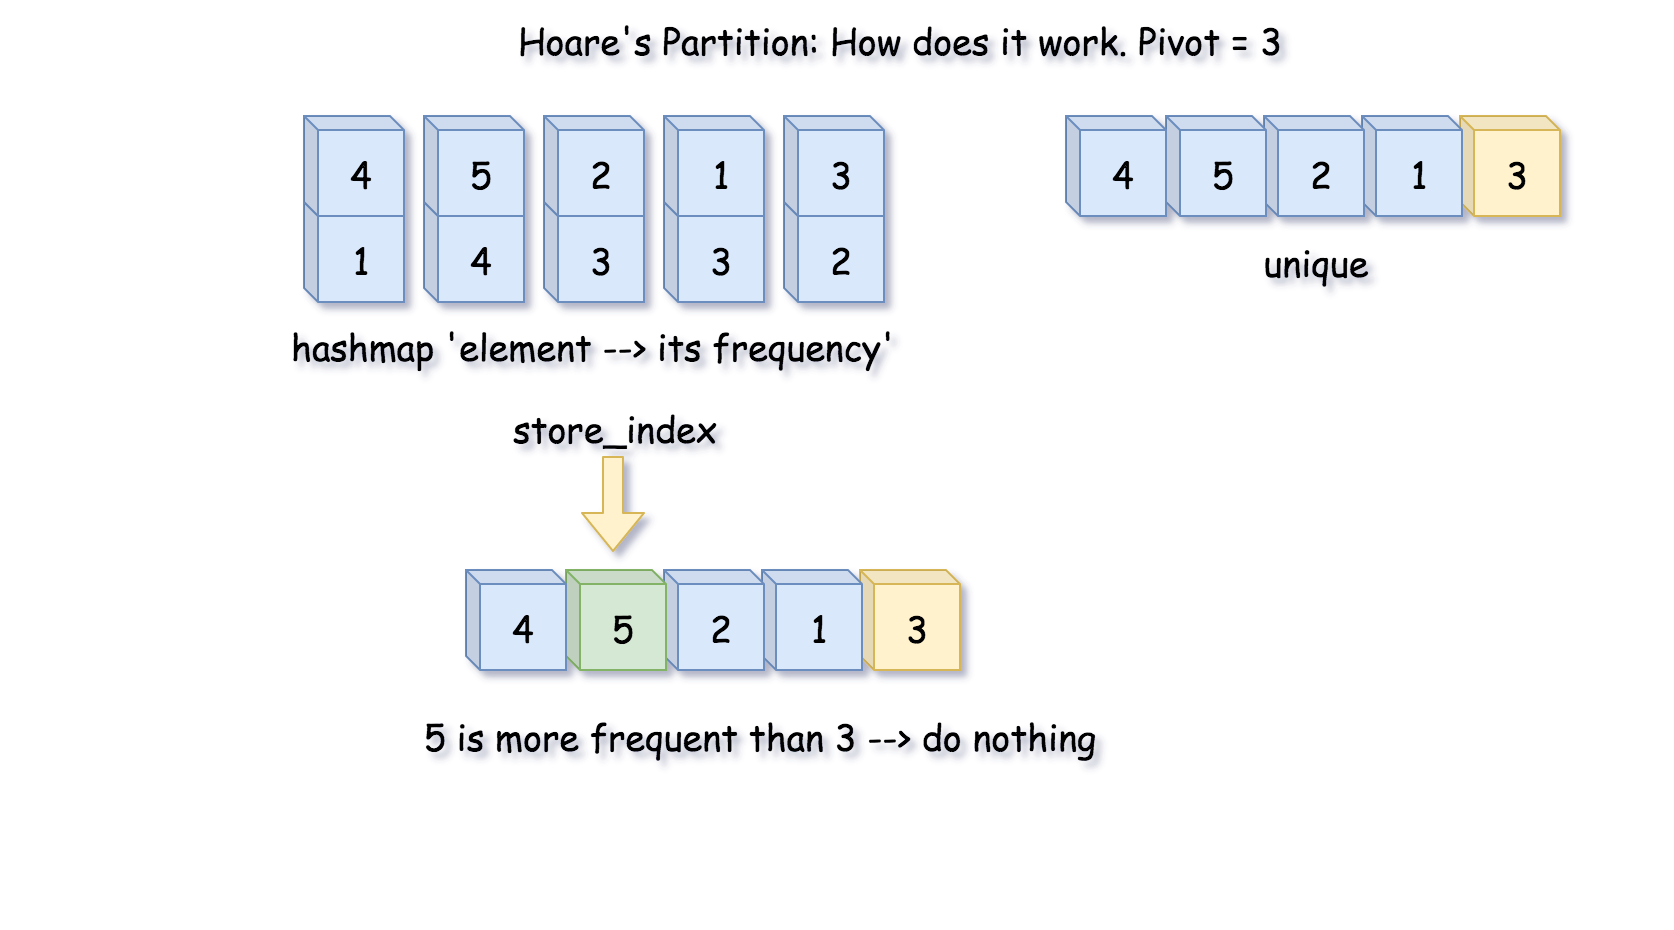 Hoare's Partition: How does it work. Pivot = 3
4 5 2 1 3
1 4 3 3 2
hashmap 'element --> its frequency'
4 5 2 1 3
unique
store_index
4 5 2 1 3
5 is more frequent than 3 --> do nothing